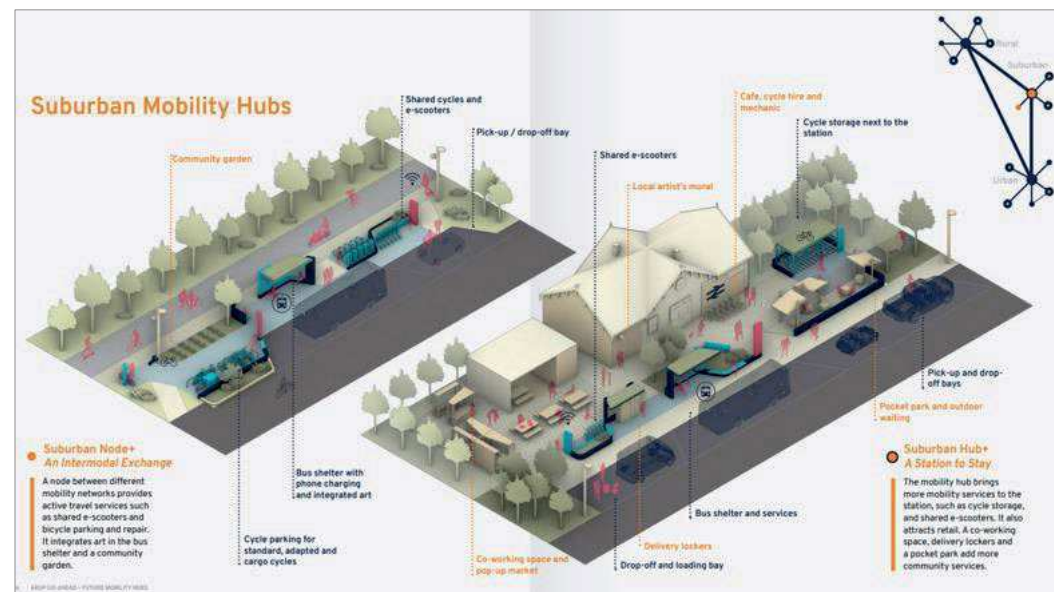 Suburban Mobility Hubs
Rural
Suburban
Urban
Community garden
Shared cycles and
e-scooters
Pick-up / drop-off bay
Bus shelter with
phone charging
and integrated art
Cycle parking for
standard, adapted and
cargo cycles
Suburban Node+
An Intermodal Exchange
A node between different
mobility networks provides
active travel services such
as shared e-scooters and
bicycle parking and repair.
It integrates art in the bus
shelter and a community
garden.
Shared e-scooters
Local artist's mural
Cafe, cycle hire and
mechanic
Cycle storage next to the
station
Pick-up and drop-
off bays
Pocket park and outdoor
waiting
Bus shelter and services
Delivery lockers
Drop-off and loading bay
Co-working space and
pop-up market
Suburban Hub+
A Station to Stay
The mobility hub brings
more mobility services to the
station, such as cycle storage,
and shared e-scooters. It also
attracts retail. A co-working
space, delivery lockers and
a pocket park add more
community services.
FUTURE MOBILITY HUBS